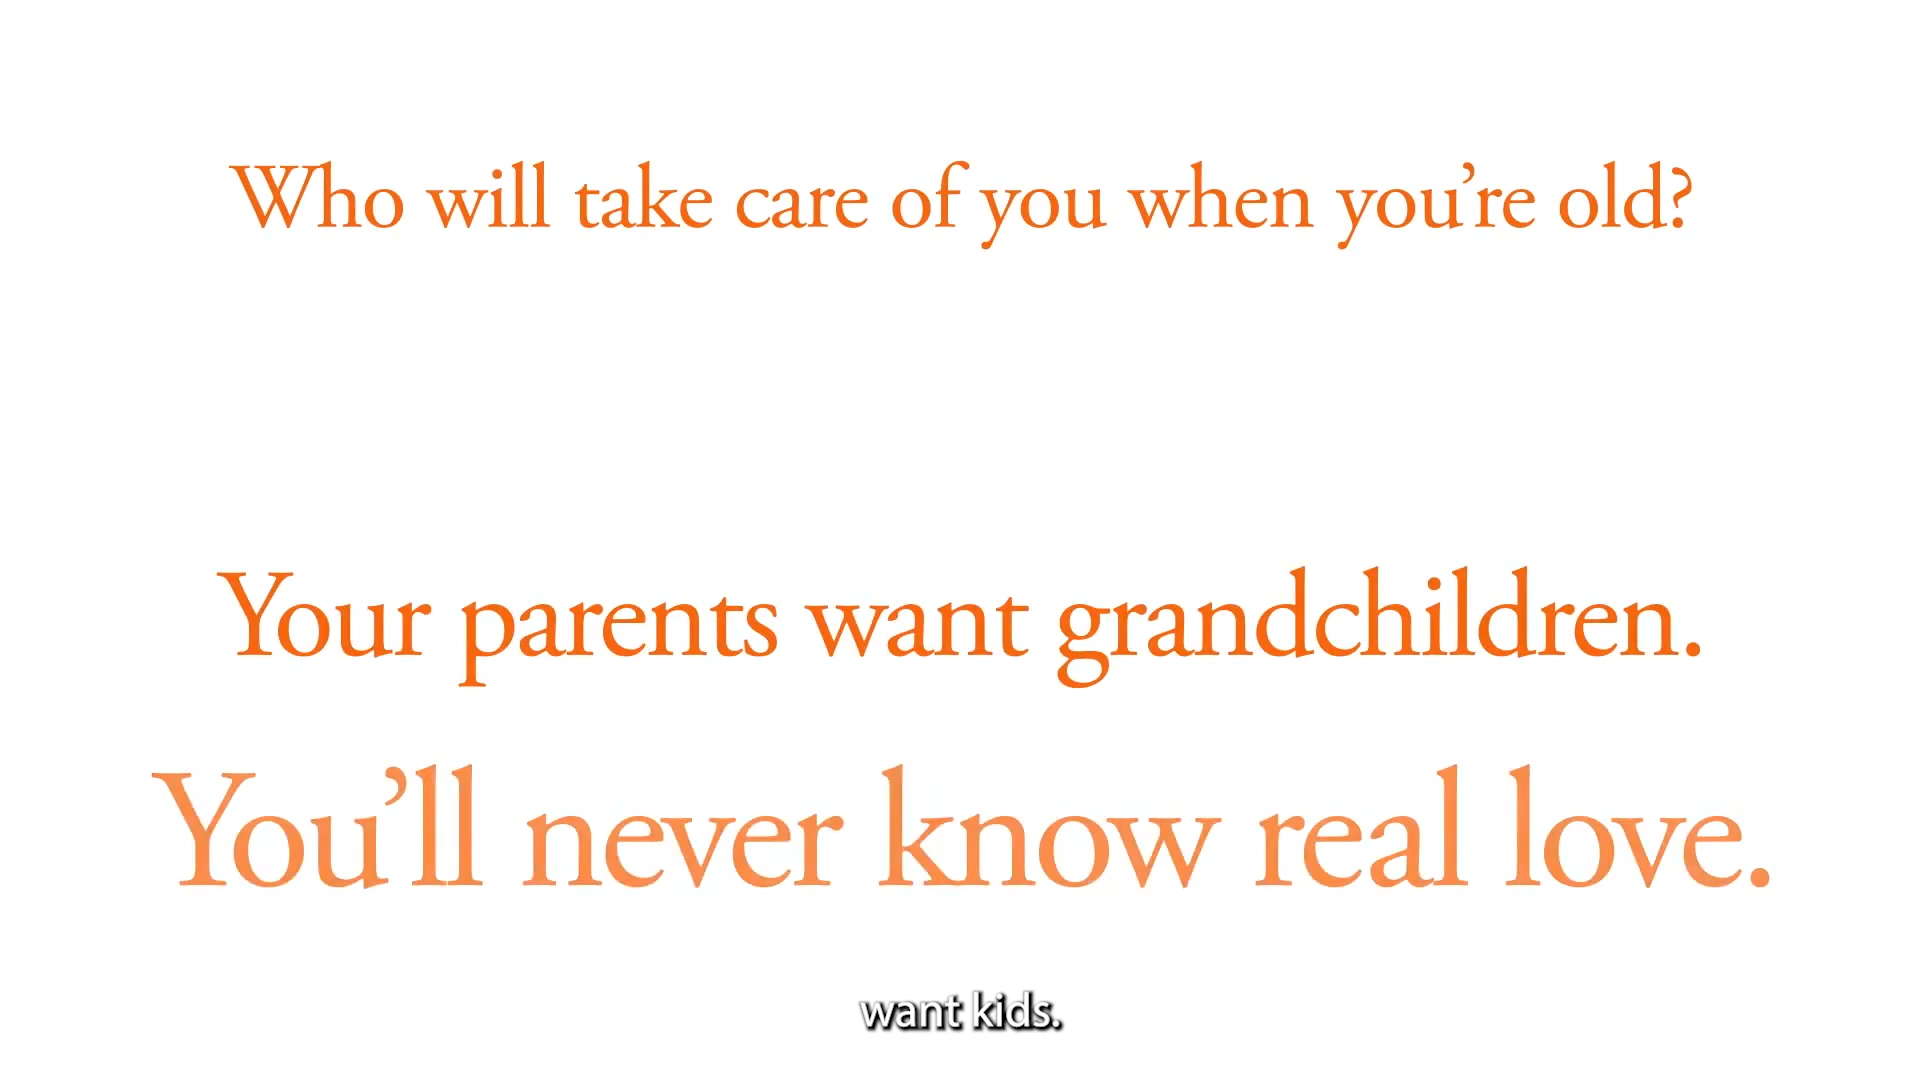 Who will take care of you when you’re old?
Your parents want grandchildren.
You’ll never know real love.
want kids.